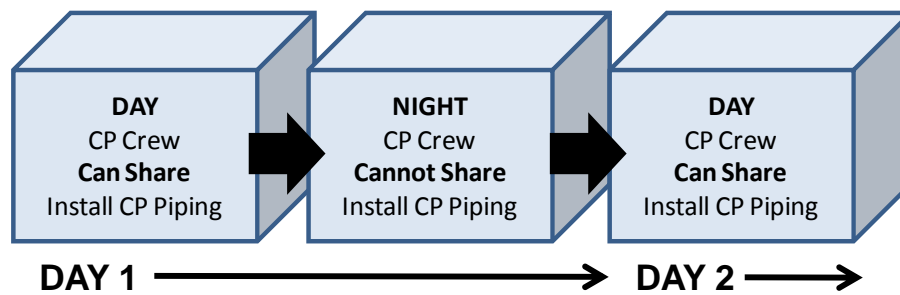 DAY
CP Crew
Can Share
Install CP Piping
NIGHT
CP Crew
Cannot Share
Install CP Piping
DAY
CP Crew
Can Share
Install CP Piping
DAY 1
DAY 2